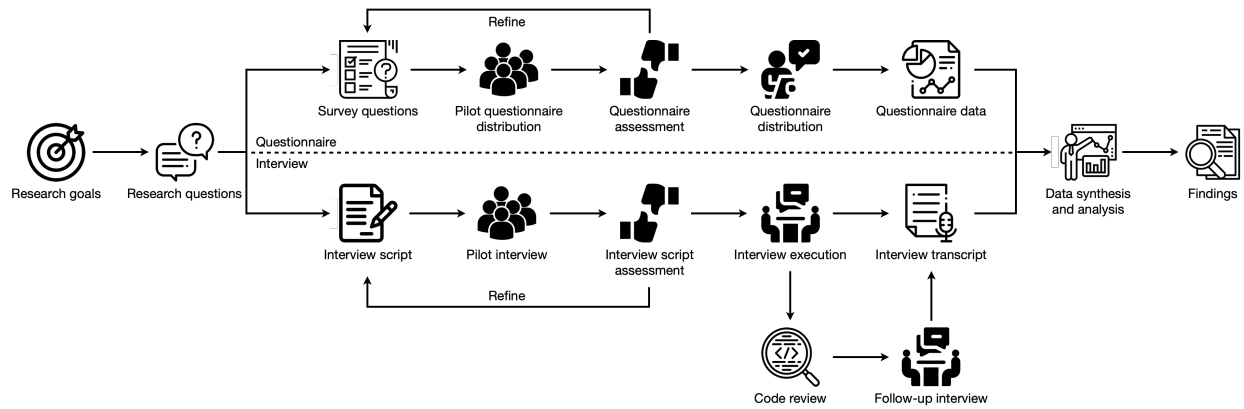 Refine
Survey questions
Pilot questionnaire
distribution
Questionnaire
assessment
Questionnaire
distribution
Questionnaire data
Research goals
Research questions
Questionnaire
Interview
Data synthesis
and analysis
Findings
Interview script
Pilot interview
Interview script
assessment
Interview execution
Interview transcript
Refine
Code review
Follow-up interview